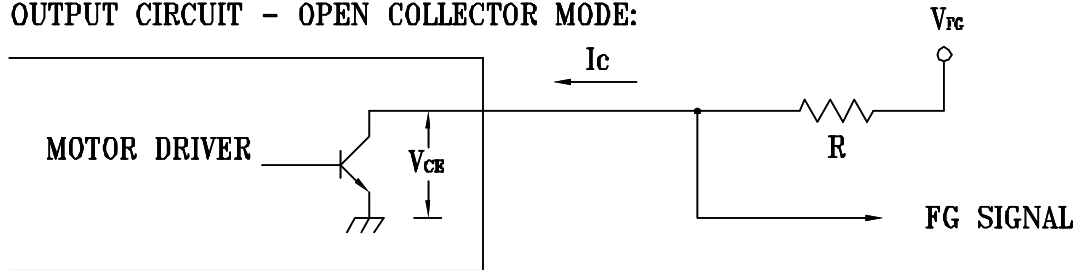 OUTPUT CIRCUIT - OPEN COLLECTOR MODE:
VFG
Ic
MOTOR DRIVER
VCE
R
FG SIGNAL